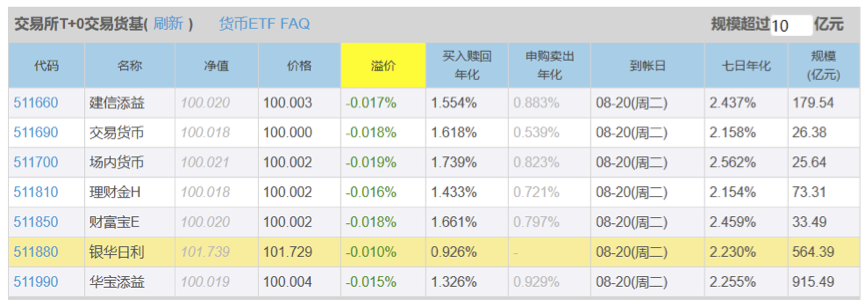 交易所T+0交易货基( 刷新 ) 货币ETF FAQ 规模超过10 亿元
代码 名称 净值 价格 溢价 买入赎回年化 申购卖出年化 到帐日 七日年化 规模(亿元)
511660 建信添益 100.020 100.003 -0.017% 1.554% 0.883% 08-20(周二) 2.437% 179.54
511690 交易货币 100.018 100.000 -0.018% 1.618% 0.539% 08-20(周二) 2.158% 26.38
511700 场内货币 100.021 100.002 -0.019% 1.739% 0.823% 08-20(周二) 2.562% 25.64
511810 理财金H 100.018 100.002 -0.016% 1.433% 0.721% 08-20(周二) 2.154% 73.31
511850 财富宝E 100.020 100.002 -0.018% 1.661% 0.797% 08-20(周二) 2.459% 33.49
511880 银华日利 101.739 101.729 -0.010% 0.926% - 08-20(周二) 2.230% 564.39
511990 华宝添益 100.019 100.004 -0.015% 1.326% 0.929% 08-20(周二) 2.255% 915.49